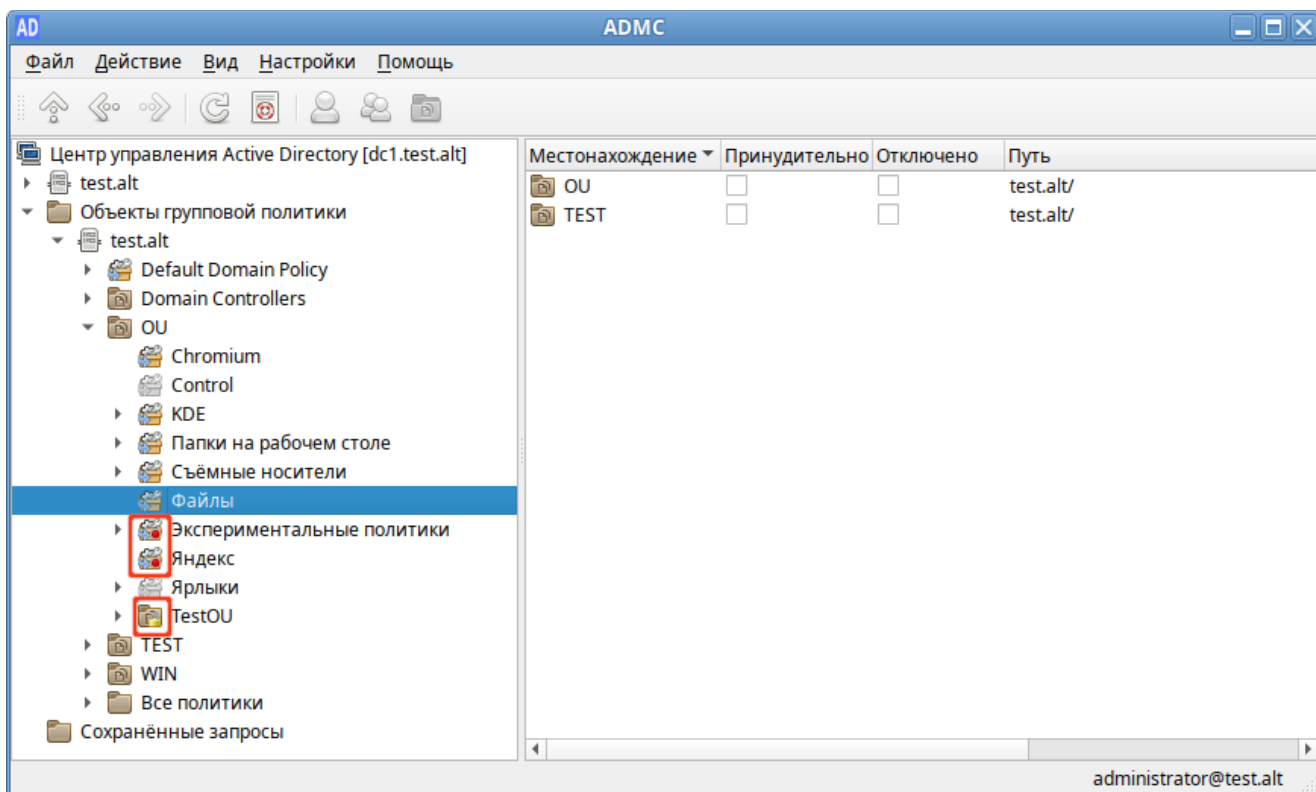 AD ADMC
Файл Действие Вид Настройки Помощь
Центр управления Active Directory [dc1.test.alt]
test.alt
Объекты групповой политики
test.alt
Default Domain Policy
Domain Controllers
OU
Chromium
Control
KDE
Папки на рабочем столе
Съёмные носители
Файлы
Экспериментальные политики
Яндекс
Ярлыки
TestOU
TEST
WIN
Все политики
Сохранённые запросы
Местонахождение Принудительно Отключено Путь
OU test.alt/
TEST test.alt/
administrator@test.alt